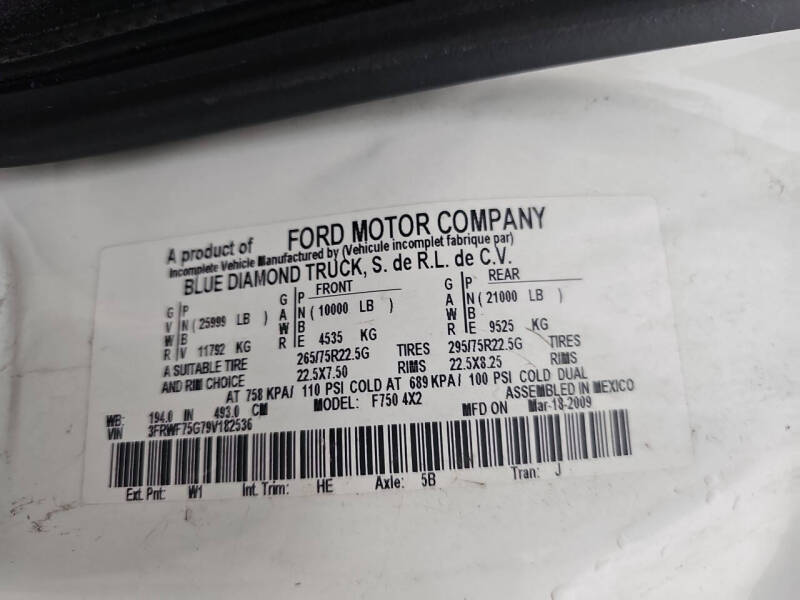 A product of FORD MOTOR COMPANY
Incomplete Vehicle Manufactured by (Vehicule incomplet fabrique par)
BLUE DIAMOND TRUCK, S. de R.L. de C.V.
G P G P FRONT G P REAR
V N ( 25999 LB ) A N ( 10000 LB ) A N ( 21000 LB )
W B W B W B
R V 11792 KG R E 4535 KG R E 9525 KG
A SUITABLE TIRE 265/75R22.5G TIRES 295/75R22.5G
AND RIM CHOICE 22.5X7.50 RIMS 22.5X8.25
AT 758 KPA/ 110 PSI COLD AT 689 KPA/ 100 PSI COLD DUAL
WB: 194.0 IN 493.0 CM MODEL: F750 4X2 ASSEMBLED IN MEXICO
VIN 3FRWF75G79V182536 MFD ON Mar-18-2009
Ext. Pnt: W1 Int. Trim: HE Axle: 5B Tran: J